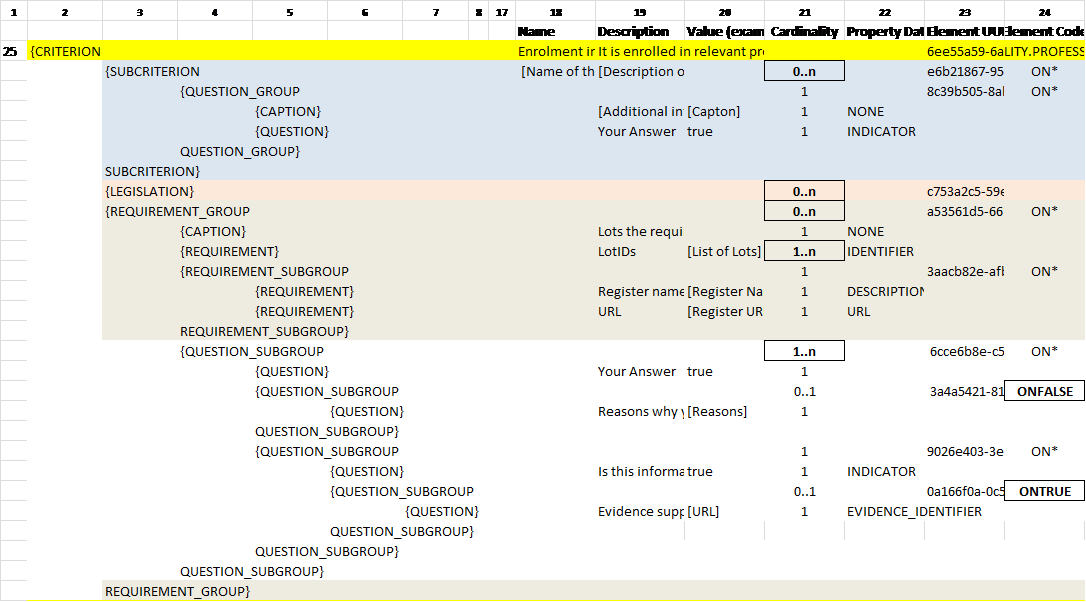 1 2 3 4 5 6 7 8 17 18 19 20 21 22 23 24
Name Description Value (exam Cardinality Property Dat Element UU Element Code
25 {CRITERION Enrolment in It is enrolled in relevant pro 6ee55a59-6a LITY.PROFESS
{SUBCRITERION [Name of th [Description o 0..n e6b21867-95 ON*
{QUESTION_GROUP 1 8c39b505-8al ON*
{CAPTION} [Additional in [Capton] 1 NONE
{QUESTION} Your Answer true 1 INDICATOR
QUESTION_GROUP}
SUBCRITERION}
{LEGISLATION} 0..n c753a2c5-59e
{REQUIREMENT_GROUP 0..n a53561d5-66 ON*
{CAPTION} Lots the requi 1 NONE
{REQUIREMENT} LotIDs [List of Lots] 1..n IDENTIFIER
{REQUIREMENT_SUBGROUP 1 3aacb82e-afb ON*
{REQUIREMENT} Register name [Register Na 1 DESCRIPTION
{REQUIREMENT} URL [Register UR 1 URL
REQUIREMENT_SUBGROUP}
{QUESTION_SUBGROUP 1..n 6cce6b8e-c5 ON*
{QUESTION} Your Answer true 1
{QUESTION_SUBGROUP 0..1 3a4a5421-81 ONFALSE
{QUESTION} Reasons why y [Reasons] 1
QUESTION_SUBGROUP}
{QUESTION_SUBGROUP 1 9026e403-3e ON*
{QUESTION} Is this informa true 1 INDICATOR
{QUESTION_SUBGROUP 0..1 0a166f0a-0c5 ONTRUE
{QUESTION} Evidence supp [URL] 1 EVIDENCE_IDENTIFIER
QUESTION_SUBGROUP}
QUESTION_SUBGROUP}
QUESTION_SUBGROUP}
REQUIREMENT_GROUP}